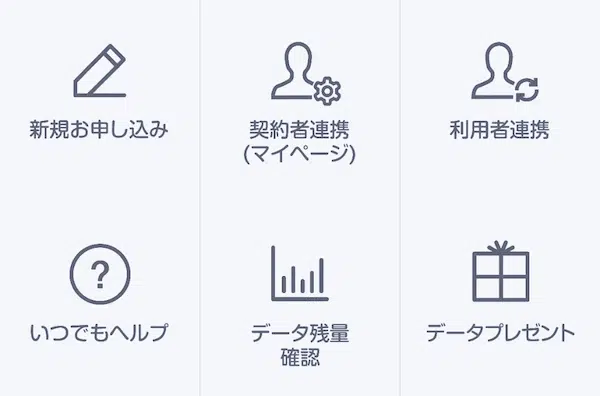 新規お申し込み
契約者連携
(マイページ)
利用者連携
?
いつでもヘルプ
データ残量
確認
データプレゼント